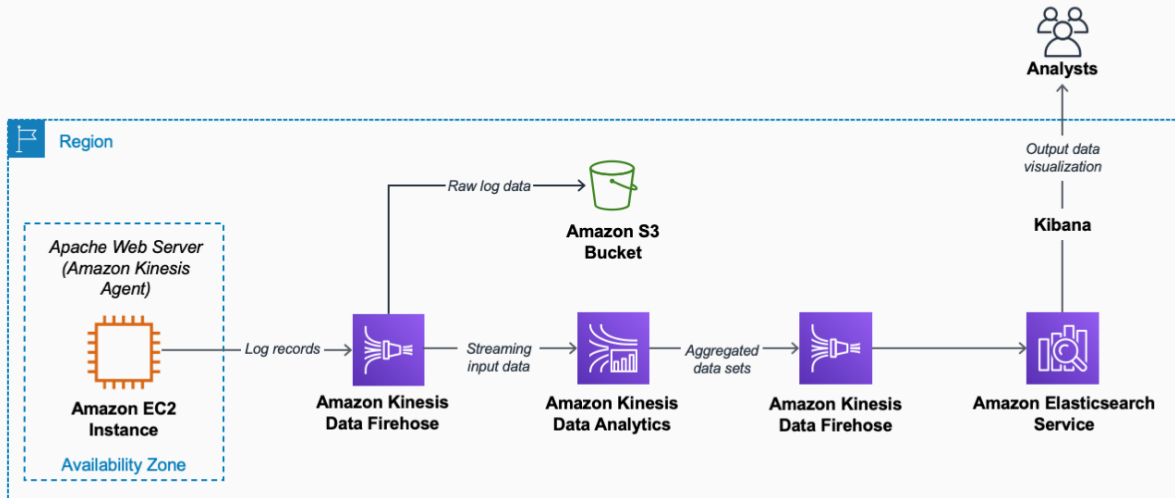 Analysts
Region
Output data
visualization
Raw log data
Amazon S3
Bucket
Kibana
Apache Web Server
(Amazon Kinesis
Agent)
Log records
Streaming
input data
Aggregated
data sets
Amazon EC2
Instance
Amazon Kinesis
Data Firehose
Amazon Kinesis
Data Analytics
Amazon Kinesis
Data Firehose
Amazon Elasticsearch
Service
Availability Zone